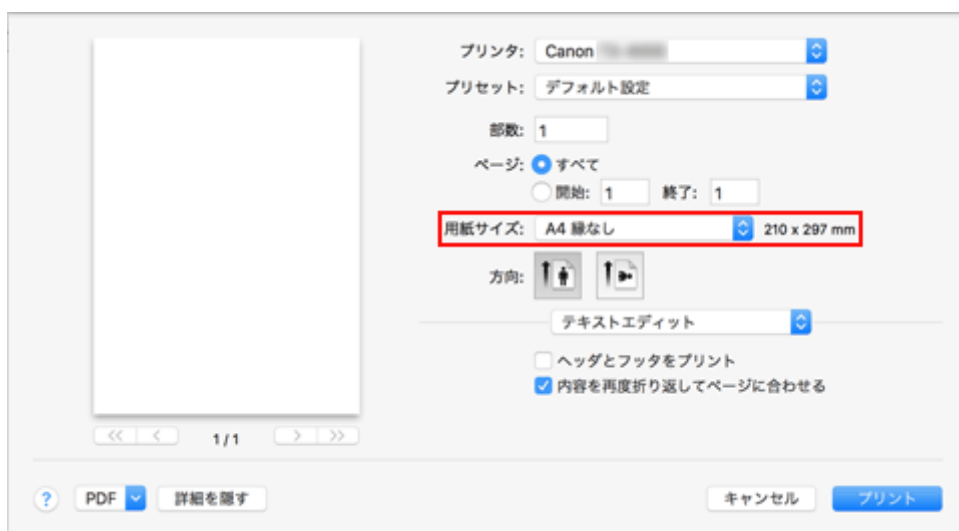 プリンタ: Canon
プリセット: デフォルト設定
部数: 1
ページ: すべて
開始: 1 終了: 1
用紙サイズ: A4 縁なし 210 x 297 mm
方向:
テキストエディット
ヘッダとフッタをプリント
内容を再度折り返してページに合わせる
<< < 1 / 1 > >>
? PDF 詳細を隠す キャンセル プリント